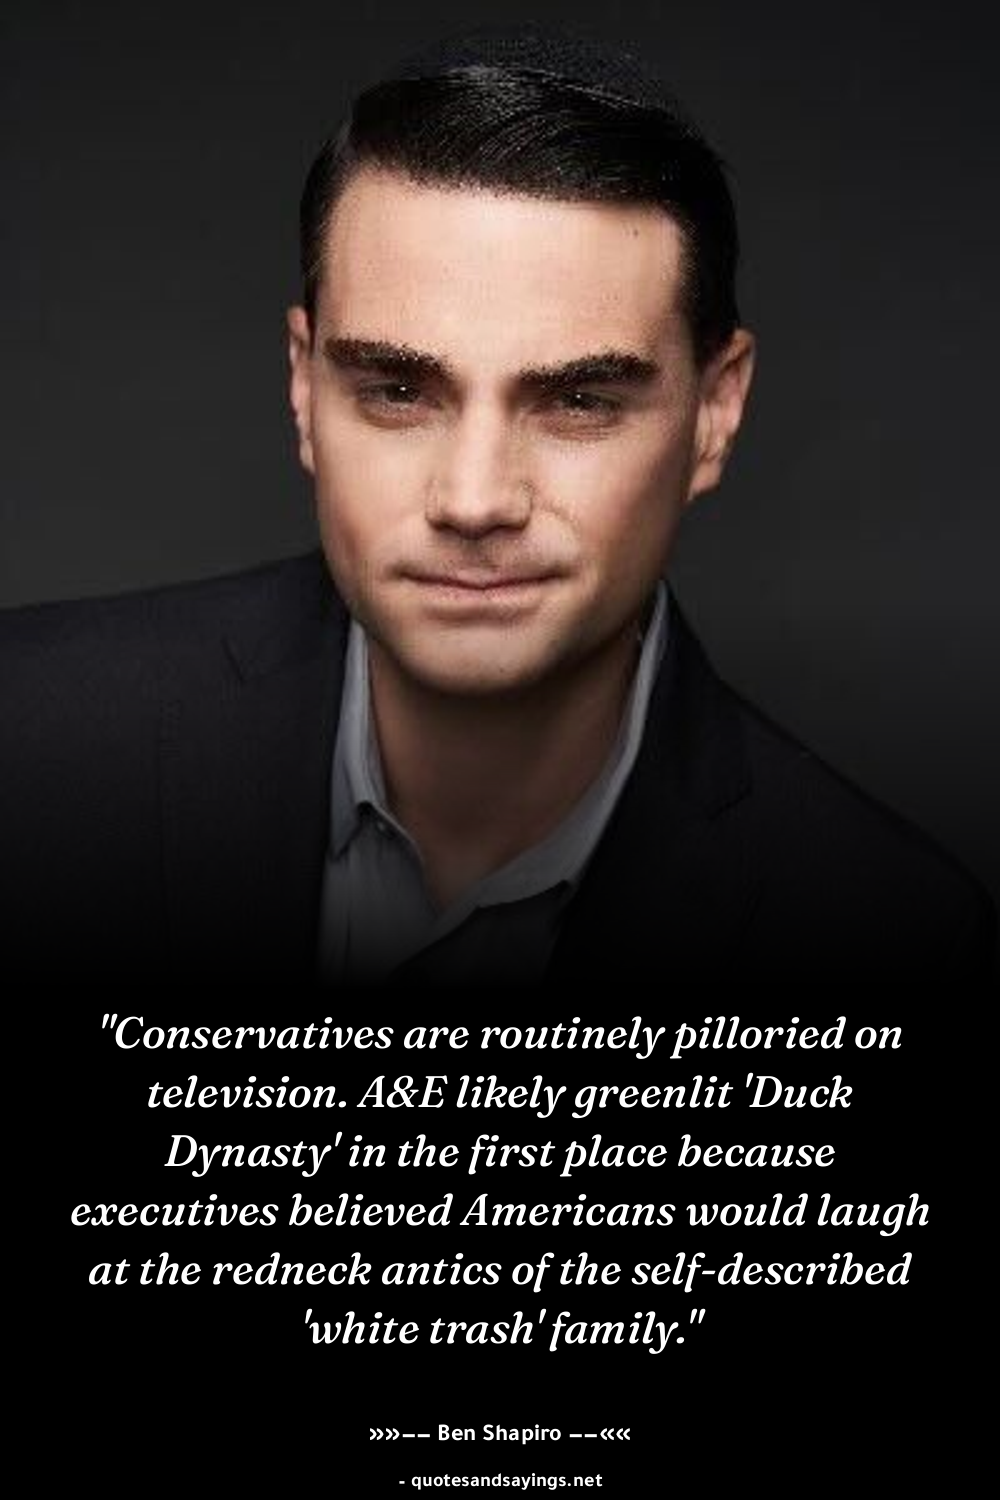 "Conservatives are routinely pilloried on
television. A&E likely greenlit 'Duck
Dynasty' in the first place because
executives believed Americans would laugh
at the redneck antics of the self-described
'white trash' family."
»»−− Ben Shapiro −−««
- quotesandsayings.net